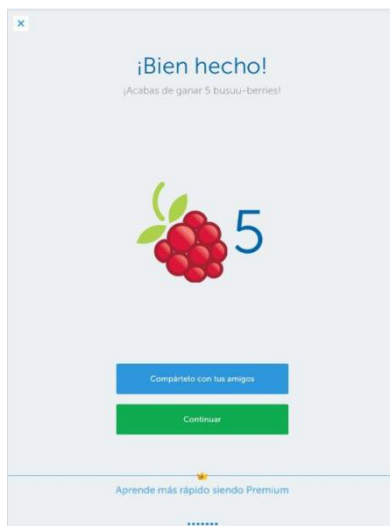 ¡Bien hecho!
¡Acabas de ganar 5 busuu-berries!
5
Compártelo con tus amigos
Continuar
Aprende más rápido siendo Premium